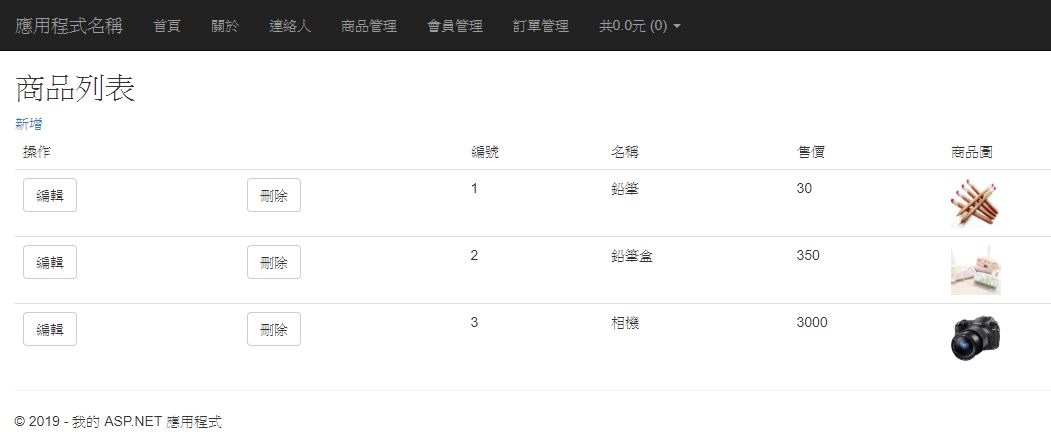 應用程式名稱 首頁 關於 連絡人 商品管理 會員管理 訂單管理 共0.0元 (0)
商品列表
新增
操作 編號 名稱 售價 商品圖
編輯 刪除 1 鉛筆 30
編輯 刪除 2 鉛筆盒 350
編輯 刪除 3 相機 3000
© 2019 - 我的 ASP.NET 應用程式